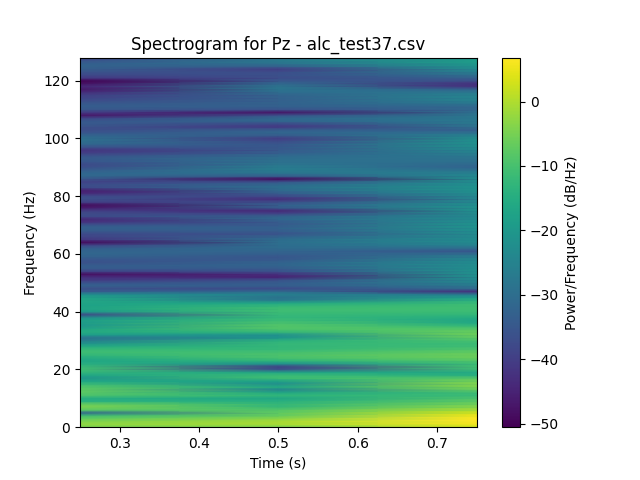 Spectrogram for Pz - alc_test37.csv
120
100
80
60
40
20
0
Frequency (Hz)
0.3 0.4 0.5 0.6 0.7
Time (s)
0
−10
−20
−30
−40
−50
Power/Frequency (dB/Hz)